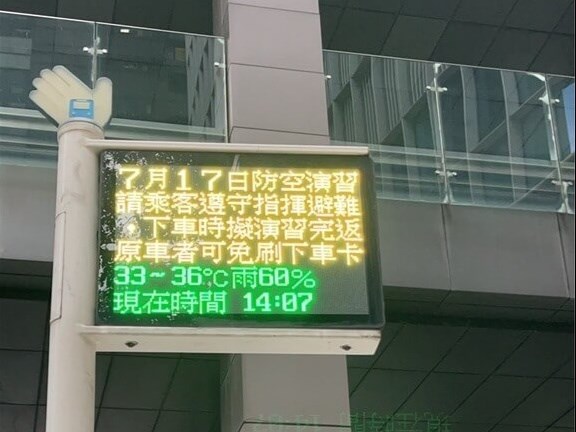 7月17日防空演習
請乘客遵守指揮避難
，下車時擬演習完返
原車者可免刷下車卡
33~36℃雨60%
現在時間 14:07